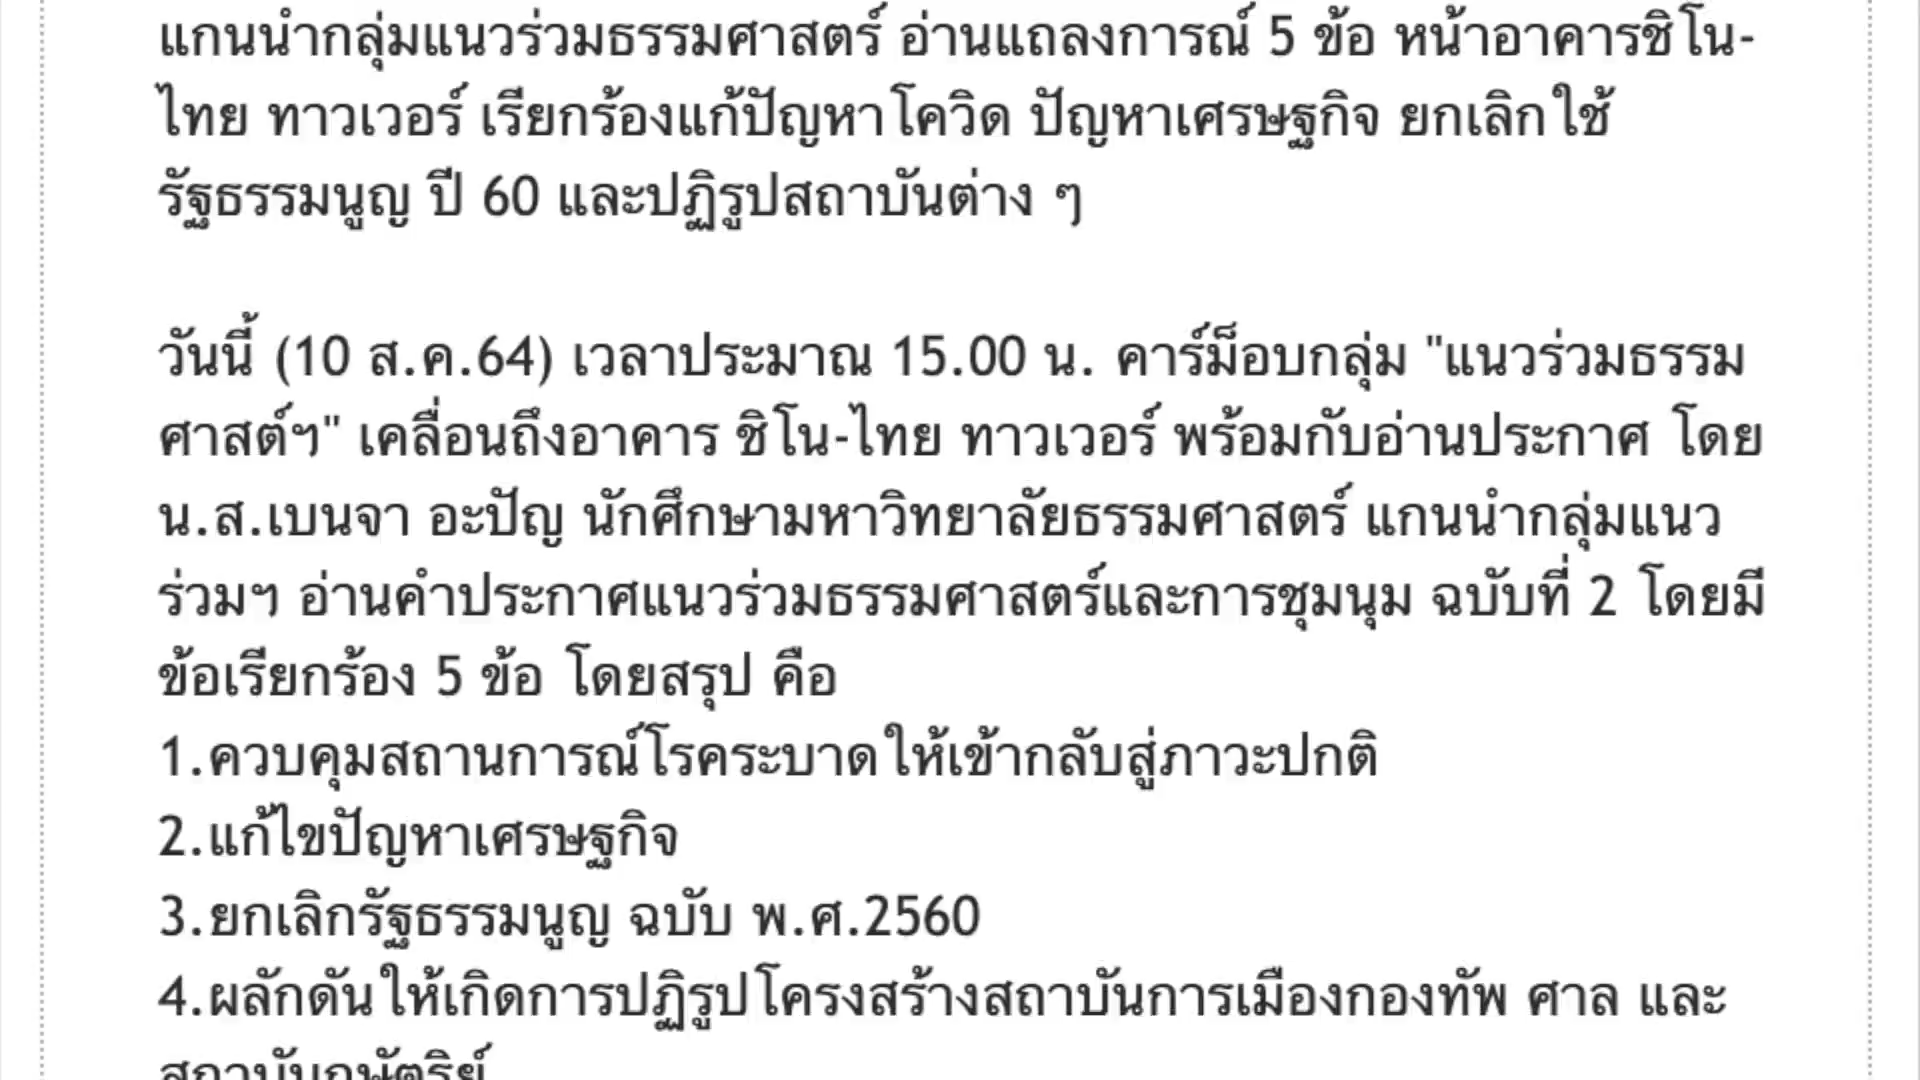 แกนนำกลุ่มแนวร่วมธรรมศาสตร์ อ่านแถลงการณ์ 5 ข้อ หน้าอาคารชิโน-
ไทย ทาวเวอร์ เรียกร้องแก้ปัญหาโควิด ปัญหาเศรษฐกิจ ยกเลิกใช้
รัฐธรรมนูญ ปี 60 และปฏิรูปสถาบันต่าง ๆ
วันนี้ (10 ส.ค.64) เวลาประมาณ 15.00 น. คาร์ม็อบกลุ่ม "แนวร่วมธรรม
ศาสต์ฯ" เคลื่อนถึงอาคาร ชิโน-ไทย ทาวเวอร์ พร้อมกับอ่านประกาศ โดย
น.ส.เบนจา อะปัญ นักศึกษามหาวิทยาลัยธรรมศาสตร์ แกนนำกลุ่มแนว
ร่วมฯ อ่านคำประกาศแนวร่วมธรรมศาสตร์และการชุมนุม ฉบับที่ 2 โดยมี
ข้อเรียกร้อง 5 ข้อ โดยสรุป คือ
1.ควบคุมสถานการณ์โรคระบาดให้เข้ากลับสู่ภาวะปกติ
2.แก้ไขปัญหาเศรษฐกิจ
3.ยกเลิกรัฐธรรมนูญ ฉบับ พ.ศ.2560
4.ผลักดันให้เกิดการปฏิรูปโครงสร้างสถาบันการเมืองกองทัพ ศาล และ
สถาบันกษัตริย์